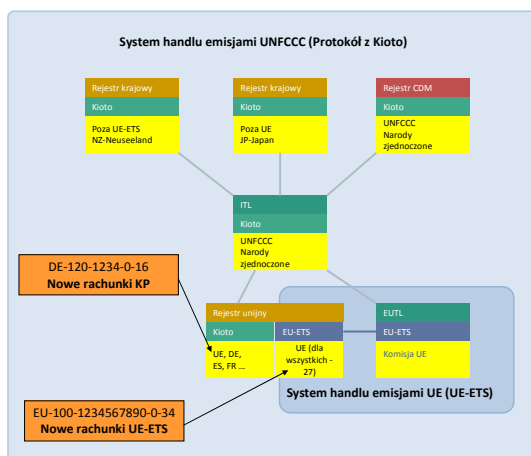 System handlu emisjami UNFCCC (Protokół z Kioto)
Rejestr krajowy
Kioto
Poza UE-ETS
NZ-Neuseeland
Rejestr krajowy
Kioto
Poza UE
JP-Japan
Rejestr CDM
Kioto
UNFCCC
Narody
zjednoczone
ITL
Kioto
UNFCCC
Narody
zjednoczone
DE-120-1234-0-16
Nowe rachunki KP
Rejestr unijny
Kioto
UE, DE,
ES, FR ...
EU-ETS
UE (dla
wszystkich -
27)
EUTL
EU-ETS
Komisja UE
System handlu emisjami UE (UE-ETS)
EU-100-1234567890-0-34
Nowe rachunki UE-ETS